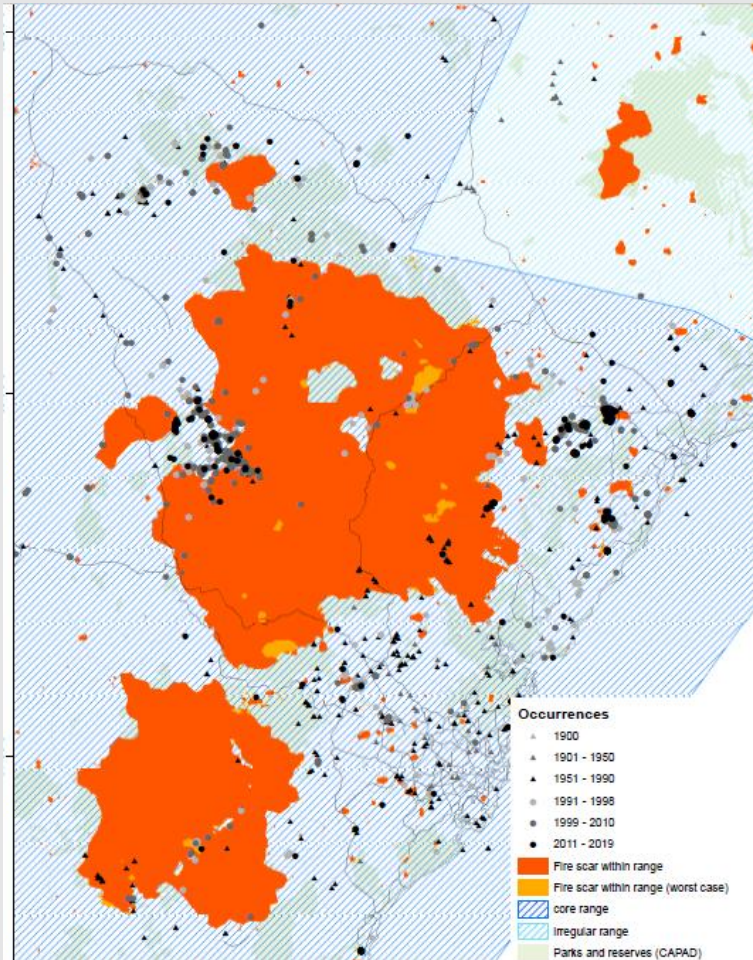 Occurrences
1900
1901 - 1950
1951 - 1990
1991 - 1998
1999 - 2010
2011 - 2019
Fire scar within range
Fire scar within range (worst case)
core range
Irregular range
Parks and reserves (CAPAD)